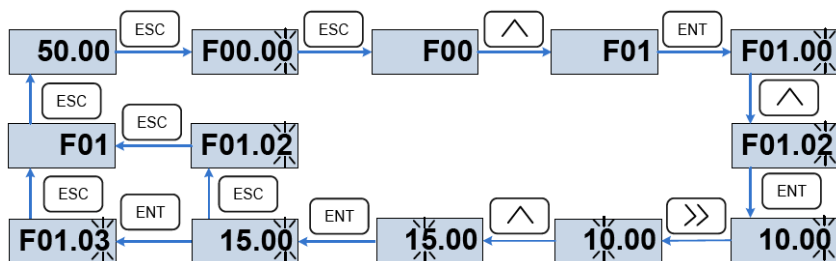 50.00 ESC F00.00 ESC F00 F01 ENT F01.00
ESC
F01 ESC F01.02 F01.02
ESC ENT ESC ENT ENT
F01.03 15.00 15.00 10.00 10.00